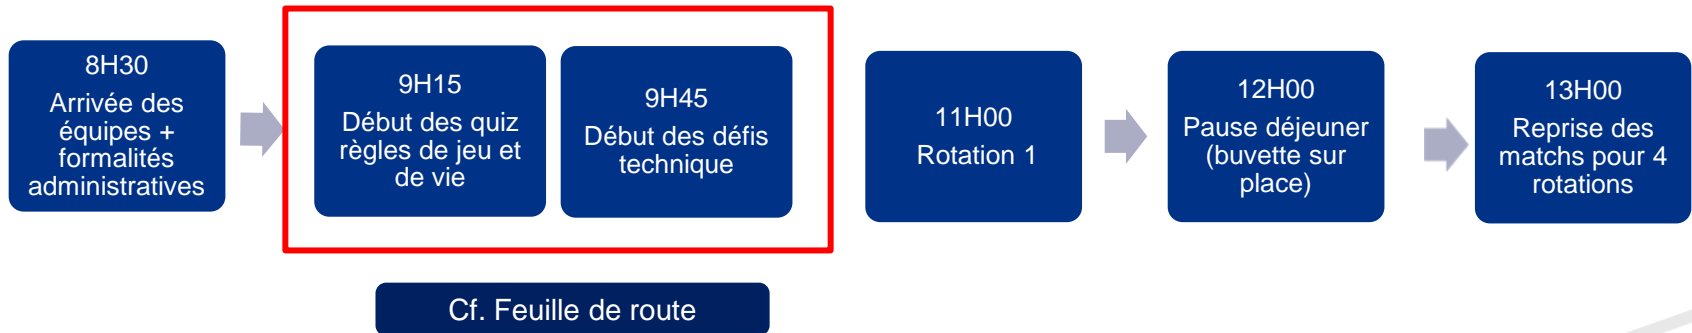 8H30
Arrivée des
équipes +
formalités
administratives
9H15
Début des quiz
règles de jeu et
de vie
9H45
Début des défis
technique
11H00
Rotation 1
12H00
Pause déjeuner
(buvette sur
place)
13H00
Reprise des
matchs pour 4
rotations
Cf. Feuille de route